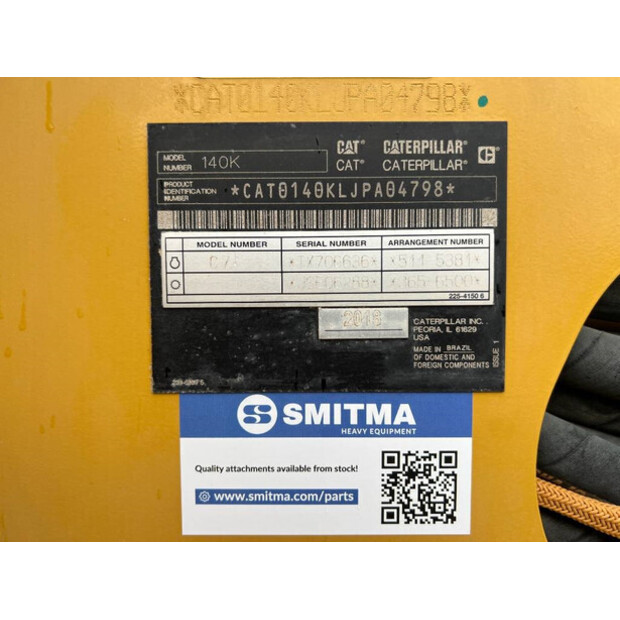 *CAT0140KLJPA04798*
MODEL NUMBER 140K
CAT® CATERPILLAR®
CAT® CATERPILLAR®
PRODUCT IDENTIFICATION NUMBER *CAT0140KLJPA04798*
MODEL NUMBER SERIAL NUMBER ARRANGEMENT NUMBER
225-4150 6
CATERPILLAR INC.
PEORIA, IL 61629
USA
MADE IN BRAZIL
OF DOMESTIC AND
FOREIGN COMPONENTS
ISSUE 1
SMITMA
HEAVY EQUIPMENT
Quality attachments available from stock!
www.smitma.com/parts